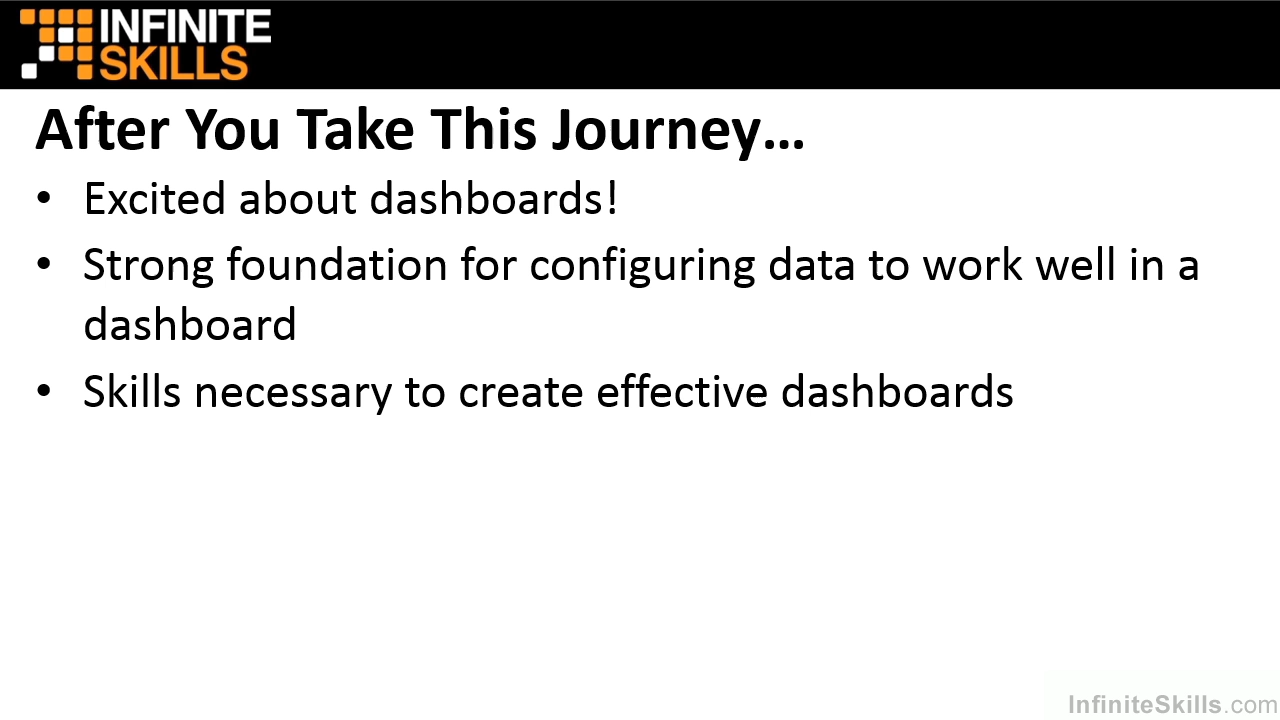 INFINITE
SKILLS
After You Take This Journey...
• Excited about dashboards!
• Strong foundation for configuring data to work well in a
dashboard
• Skills necessary to create effective dashboards
InfiniteSkills.com